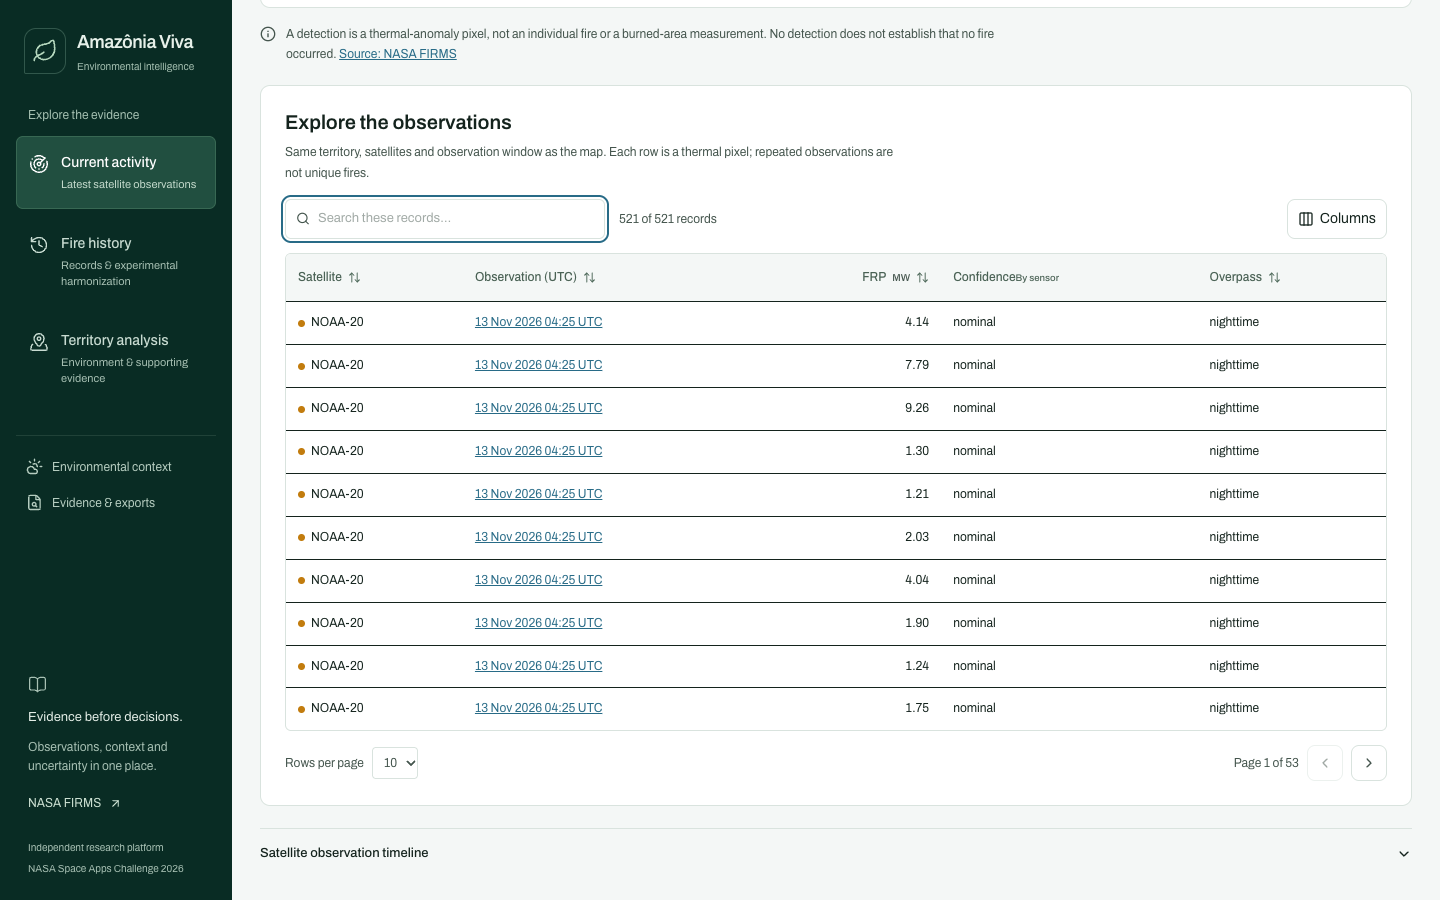 Amazônia Viva
Environmental intelligence
Explore the evidence
Current activity
Latest satellite observations
Fire history
Records & experimental
harmonization
Territory analysis
Environment & supporting
evidence
Environmental context
Evidence & exports
Evidence before decisions.
Observations, context and
uncertainty in one place.
NASA FIRMS
Independent research platform
NASA Space Apps Challenge 2026
A detection is a thermal-anomaly pixel, not an individual fire or a burned-area measurement. No detection does not establish that no fire
occurred. Source: NASA FIRMS
Explore the observations
Same territory, satellites and observation window as the map. Each row is a thermal pixel; repeated observations are
not unique fires.
Search these records... 521 of 521 records Columns
Satellite Observation (UTC) FRP MW Confidence By sensor Overpass
NOAA-20 13 Nov 2026 04:25 UTC 4.14 nominal nighttime
NOAA-20 13 Nov 2026 04:25 UTC 7.79 nominal nighttime
NOAA-20 13 Nov 2026 04:25 UTC 9.26 nominal nighttime
NOAA-20 13 Nov 2026 04:25 UTC 1.30 nominal nighttime
NOAA-20 13 Nov 2026 04:25 UTC 1.21 nominal nighttime
NOAA-20 13 Nov 2026 04:25 UTC 2.03 nominal nighttime
NOAA-20 13 Nov 2026 04:25 UTC 4.04 nominal nighttime
NOAA-20 13 Nov 2026 04:25 UTC 1.90 nominal nighttime
NOAA-20 13 Nov 2026 04:25 UTC 1.24 nominal nighttime
NOAA-20 13 Nov 2026 04:25 UTC 1.75 nominal nighttime
Rows per page 10 Page 1 of 53
Satellite observation timeline